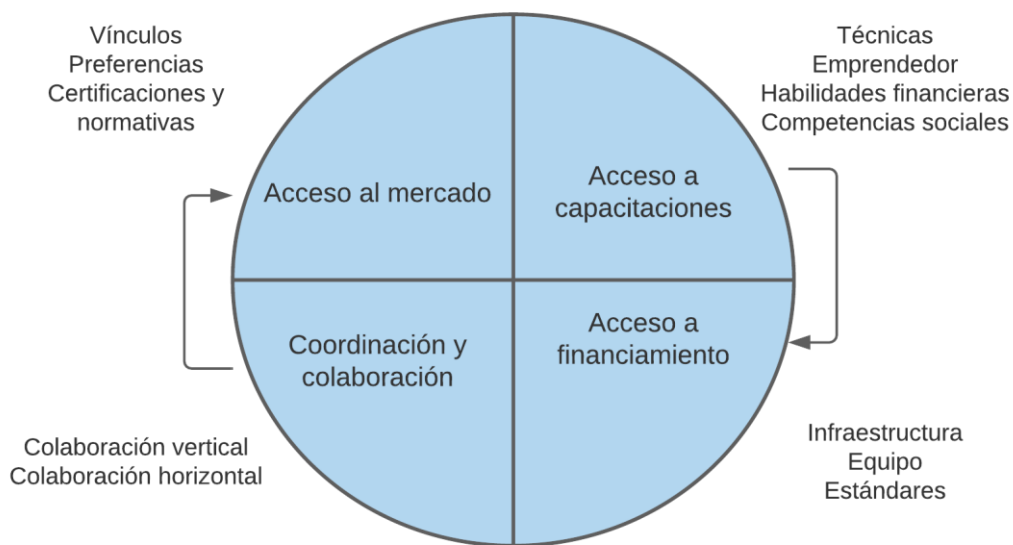 Vínculos
Preferencias
Certificaciones y
normativas
Técnicas
Emprendedor
Habilidades financieras
Competencias sociales
Acceso al mercado
Acceso a
capacitaciones
Coordinación y
colaboración
Acceso a
financiamiento
Colaboración vertical
Colaboración horizontal
Infraestructura
Equipo
Estándares